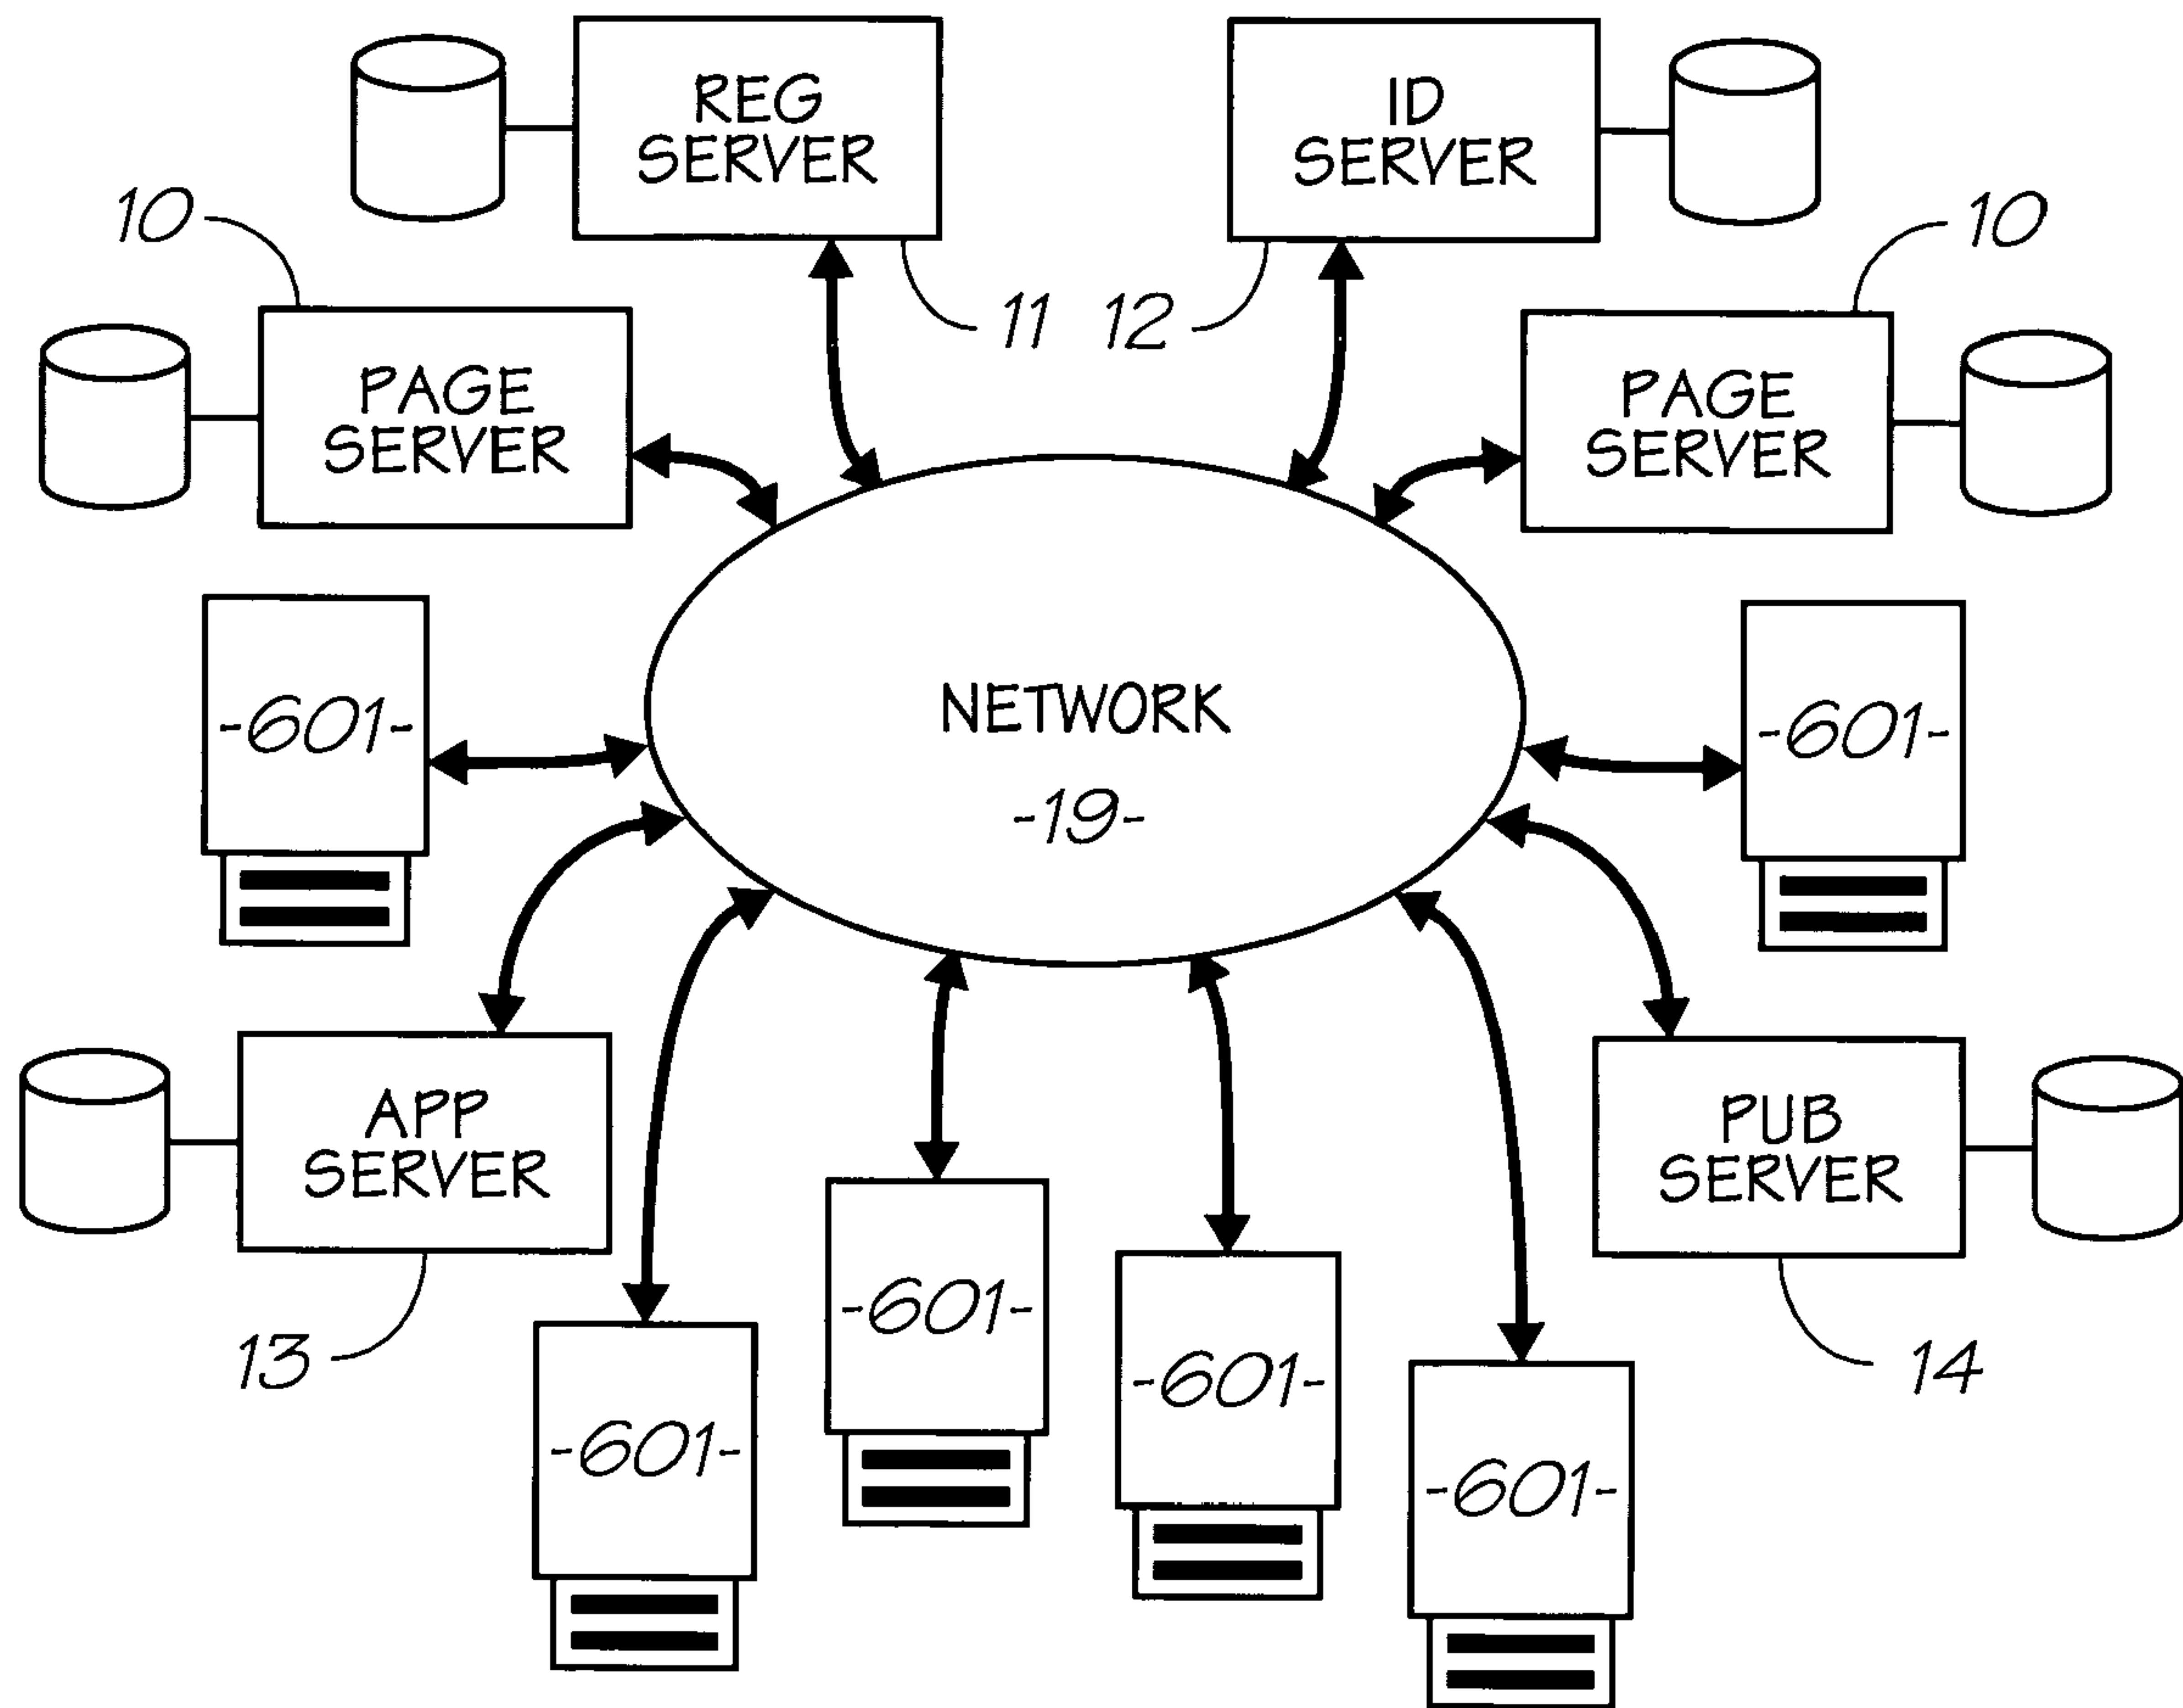 REG
SERVER
ID
SERVER
10
10
11
12
PAGE
SERVER
PAGE
SERVER
-601-
NETWORK
-19-
-601-
APP
SERVER
PUB
SERVER
13
14
-601-
-601-
-601-
-601-